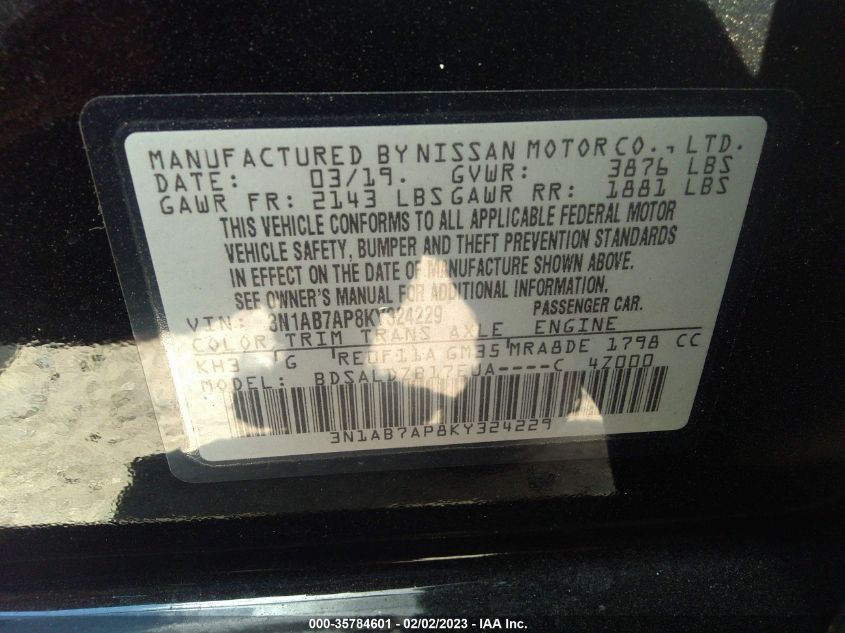 MANUFACTURED BY NISSAN MOTOR CO., LTD.
DATE: 03/19. GVWR: 3876 LBS
GAWR FR: 2143 LBS GAWR RR: 1881 LBS
THIS VEHICLE CONFORMS TO ALL APPLICABLE FEDERAL MOTOR
VEHICLE SAFETY, BUMPER AND THEFT PREVENTION STANDARDS
IN EFFECT ON THE DATE OF MANUFACTURE SHOWN ABOVE.
SEE OWNER'S MANUAL FOR ADDITIONAL INFORMATION.
VIN: 3N1AB7AP8KY324229 PASSENGER CAR.
COLOR TRIM TRANS AXLE ENGINE
KH3 G RE0F11A GM35 MRA8DE 1798 CC
MODEL: BDSALDZB17EUA----C 4Z000
3N1AB7AP8KY324229
000-35784601 - 02/02/2023 - IAA Inc.